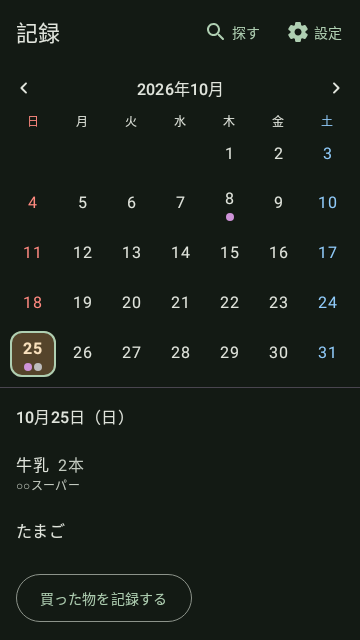 記録 探す 設定
2026年10月
日 月 火 水 木 金 土
1 2 3
4 5 6 7 8 9 10
11 12 13 14 15 16 17
18 19 20 21 22 23 24
25 26 27 28 29 30 31
10月25日（日）
牛乳 2本
○○スーパー
たまご
買った物を記録する